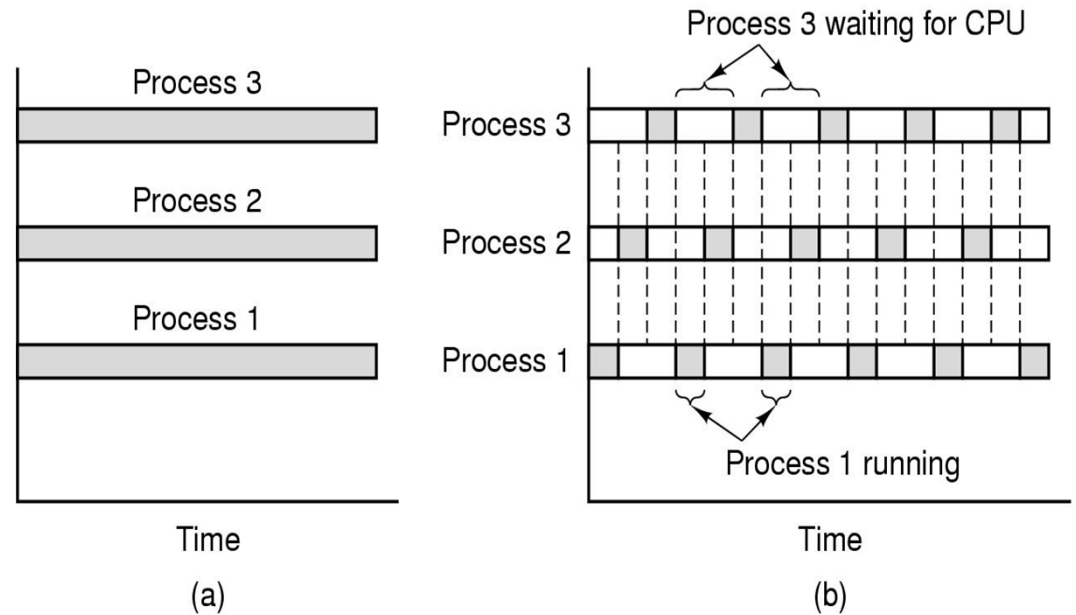 Process 3
Process 2
Process 1
Time
(a)
Process 3 waiting for CPU
Process 3
Process 2
Process 1
Process 1 running
Time
(b)